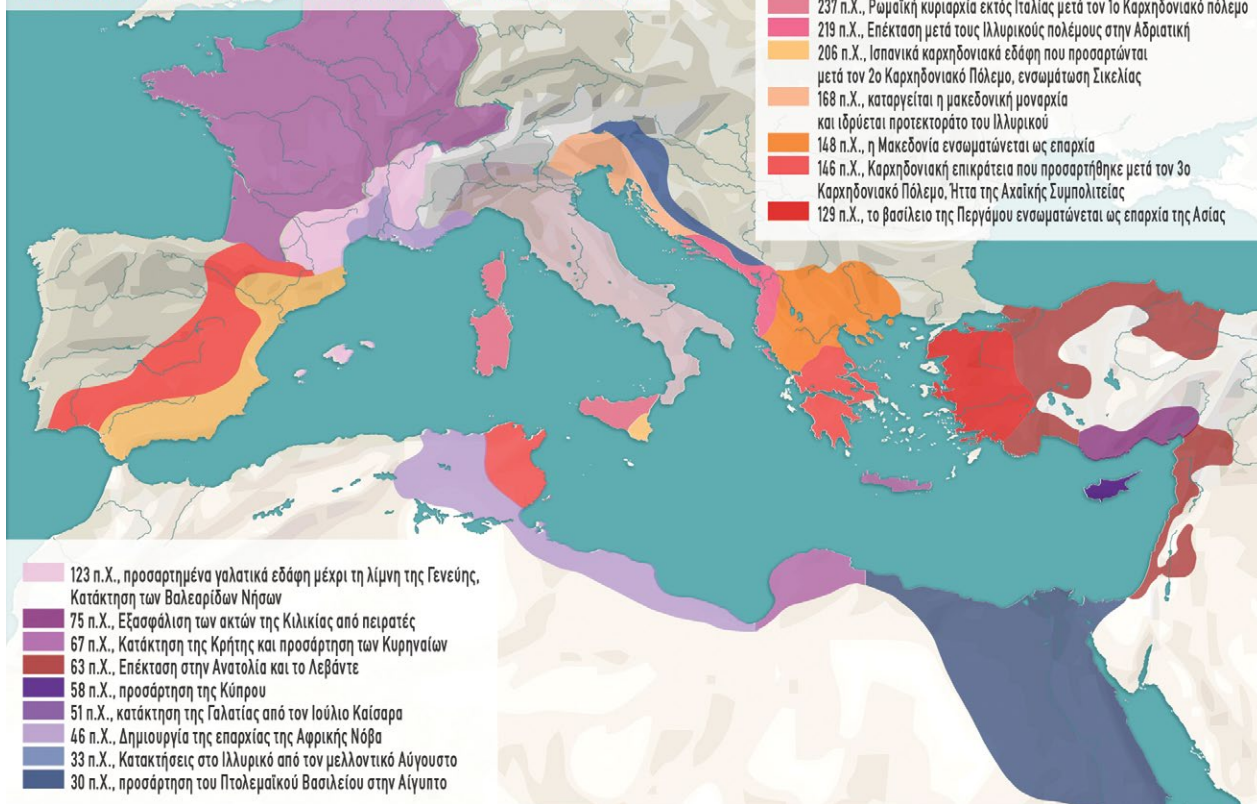 237 π.Χ., Ρωμαϊκή κυριαρχία εκτός Ιταλίας μετά τον 1ο Καρχηδονιακό πόλεμο
219 π.Χ., Επέκταση μετά τους Ιλλυρικούς πολέμους στην Αδριατική
206 π.Χ., Ισπανικά καρχηδονιακά εδάφη που προσαρτώνται
μετά τον 2ο Καρχηδονιακό Πόλεμο, ενσωμάτωση Σικελίας
168 π.Χ., καταργείται η μακεδονική μοναρχία
και ιδρύεται προτεκτοράτο του Ιλλυρικού
148 π.Χ., η Μακεδονία ενσωματώνεται ως επαρχία
146 π.Χ., Καρχηδονιακή επικράτεια που προσαρτήθηκε μετά τον 3ο
Καρχηδονιακό Πόλεμο, Ήττα της Αχαϊκής Συμπολιτείας
129 π.Χ., το βασίλειο της Περγάμου ενσωματώνεται ως επαρχία της Ασίας
123 π.Χ., προσαρτημένα γαλατικά εδάφη μέχρι τη λίμνη της Γενεύης,
Κατάκτηση των Βαλεαρίδων Νήσων
75 π.Χ., Εξασφάλιση των ακτών της Κιλικίας από πειρατές
67 π.Χ., Κατάκτηση της Κρήτης και προσάρτηση των Κυρηναίων
63 π.Χ., Επέκταση στην Ανατολία και το Λεβάντε
58 π.Χ., προσάρτηση της Κύπρου
51 π.Χ., κατάκτηση της Γαλατίας από τον Ιούλιο Καίσαρα
46 π.Χ., Δημιουργία της επαρχίας της Αφρικής Νόβα
33 π.Χ., Κατακτήσεις στο Ιλλυρικό από τον μελλοντικό Αύγουστο
30 π.Χ., προσάρτηση του Πτολεμαϊκού Βασιλείου στην Αίγυπτο